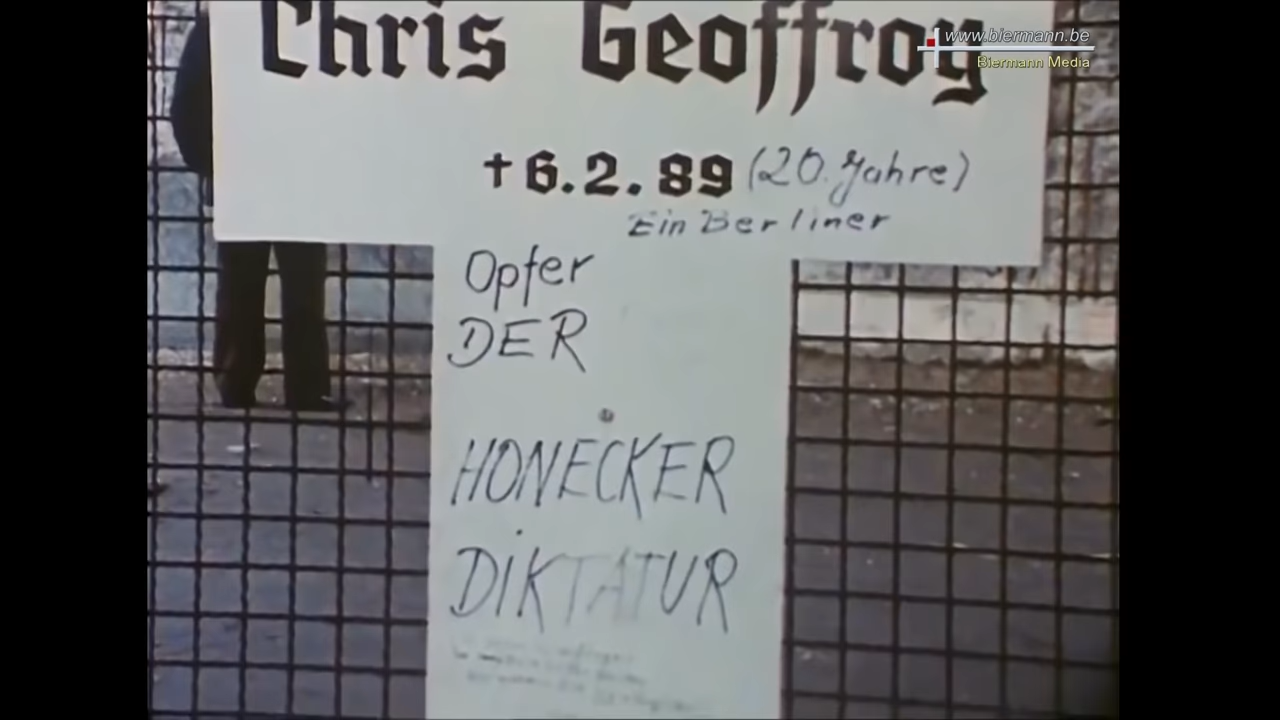 Chris Geoffroy
www.biermann.be
Biermann Media
† 6. 2. 89 (20. Jahre)
Ein Berliner
Opfer
DER
HONECKER
DiKTATUR